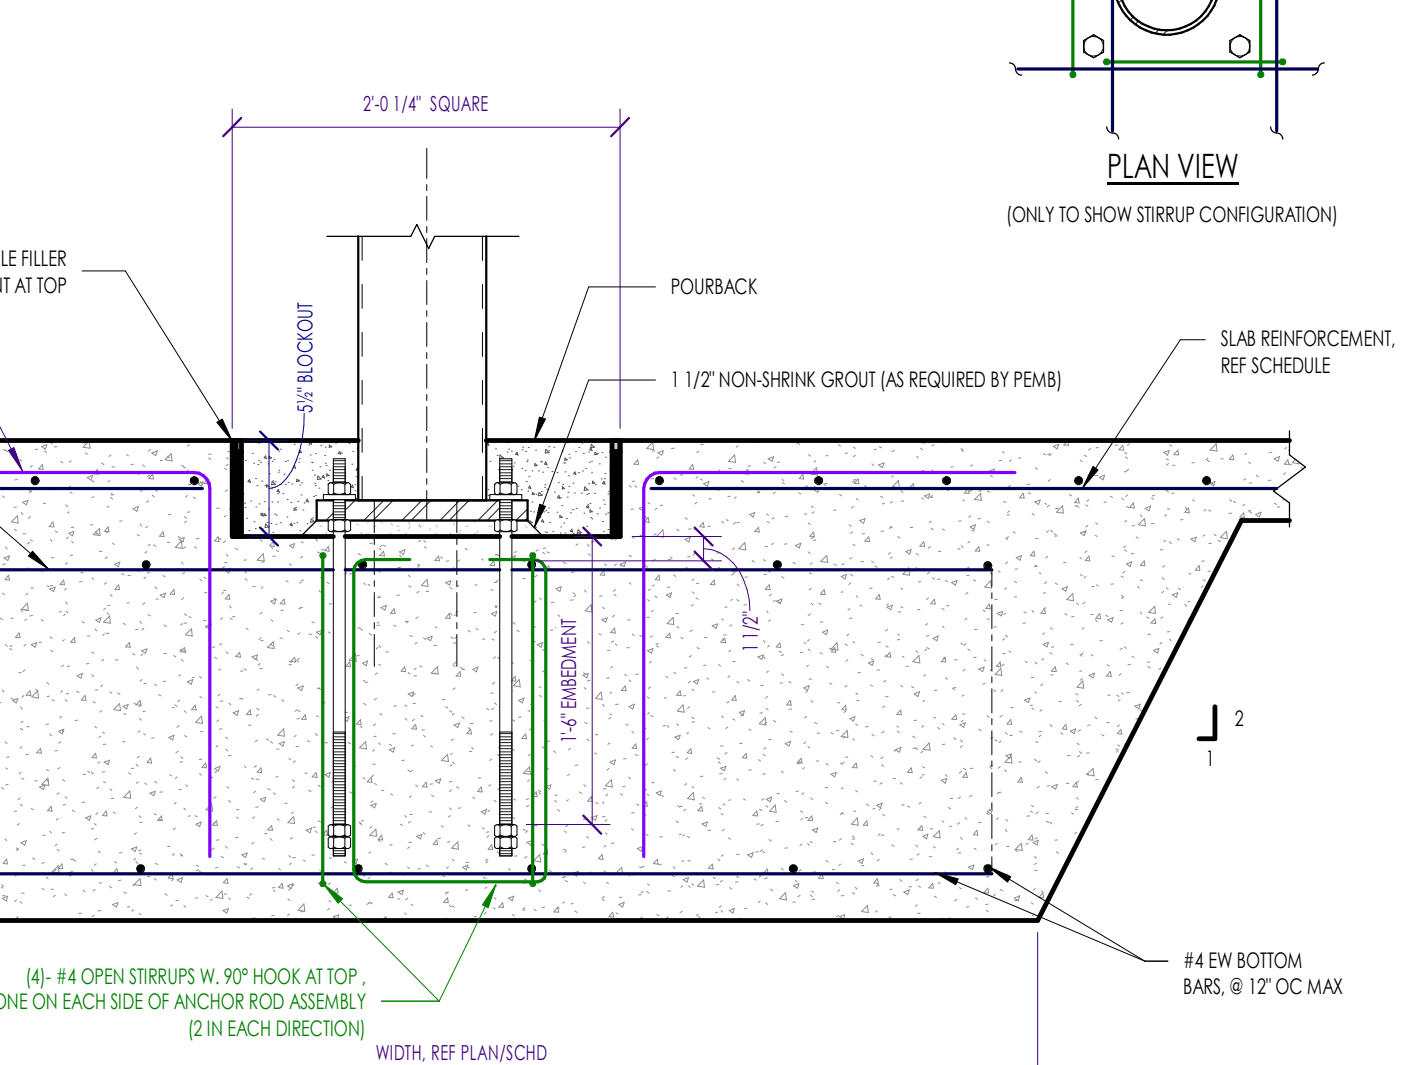 2'-0 1/4" SQUARE
PLAN VIEW
(ONLY TO SHOW STIRRUP CONFIGURATION)
LE FILLER
NT AT TOP
5½" BLOCKOUT
POURBACK
1 1/2" NON-SHRINK GROUT (AS REQUIRED BY PEMB)
SLAB REINFORCEMENT,
REF SCHEDULE
1'-6" EMBEDMENT
1 1/2"
2
1
(4)- #4 OPEN STIRRUPS W. 90° HOOK AT TOP ,
ONE ON EACH SIDE OF ANCHOR ROD ASSEMBLY
(2 IN EACH DIRECTION)
#4 EW BOTTOM
BARS, @ 12" OC MAX
WIDTH, REF PLAN/SCHD